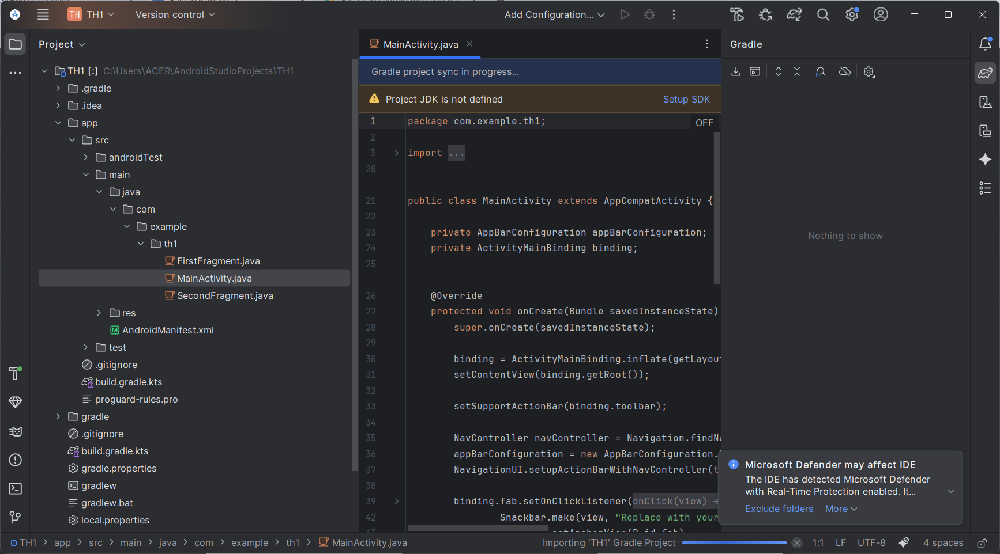 TH TH1 Version control Add Configuration...
Project
MainActivity.java
Gradle
TH1 [:] C:\Users\ACER\AndroidStudioProjects\TH1
.gradle
.idea
app
src
androidTest
main
java
com
example
th1
FirstFragment.java
MainActivity.java
SecondFragment.java
res
AndroidManifest.xml
test
.gitignore
build.gradle.kts
proguard-rules.pro
gradle
.gitignore
build.gradle.kts
gradle.properties
gradlew
gradlew.bat
local.properties
Gradle project sync in progress...
Project JDK is not defined Setup SDK
OFF
1 package com.example.th1;
2
3 import ...
20
21 public class MainActivity extends AppCompatActivity {
22
23 private AppBarConfiguration appBarConfiguration;
24 private ActivityMainBinding binding;
25
26 @Override
27 protected void onCreate(Bundle savedInstanceState)
28 super.onCreate(savedInstanceState);
29
30 binding = ActivityMainBinding.inflate(getLayou
31 setContentView(binding.getRoot());
32
33 setSupportActionBar(binding.toolbar);
34
35 NavController navController = Navigation.findNa
36 appBarConfiguration = new AppBarConfiguration.
37 NavigationUI.setupActionBarWithNavController(t
38
39 binding.fab.setOnClickListener(onClick(view) →
42 Snackbar.make(view, "Replace with your
Nothing to show
Microsoft Defender may affect IDE
The IDE has detected Microsoft Defender
with Real-Time Protection enabled. It...
Exclude folders More
TH1 > app > src > main > java > com > example > th1 > MainActivity.java
Importing 'TH1' Gradle Project 1:1 LF UTF-8 4 spaces